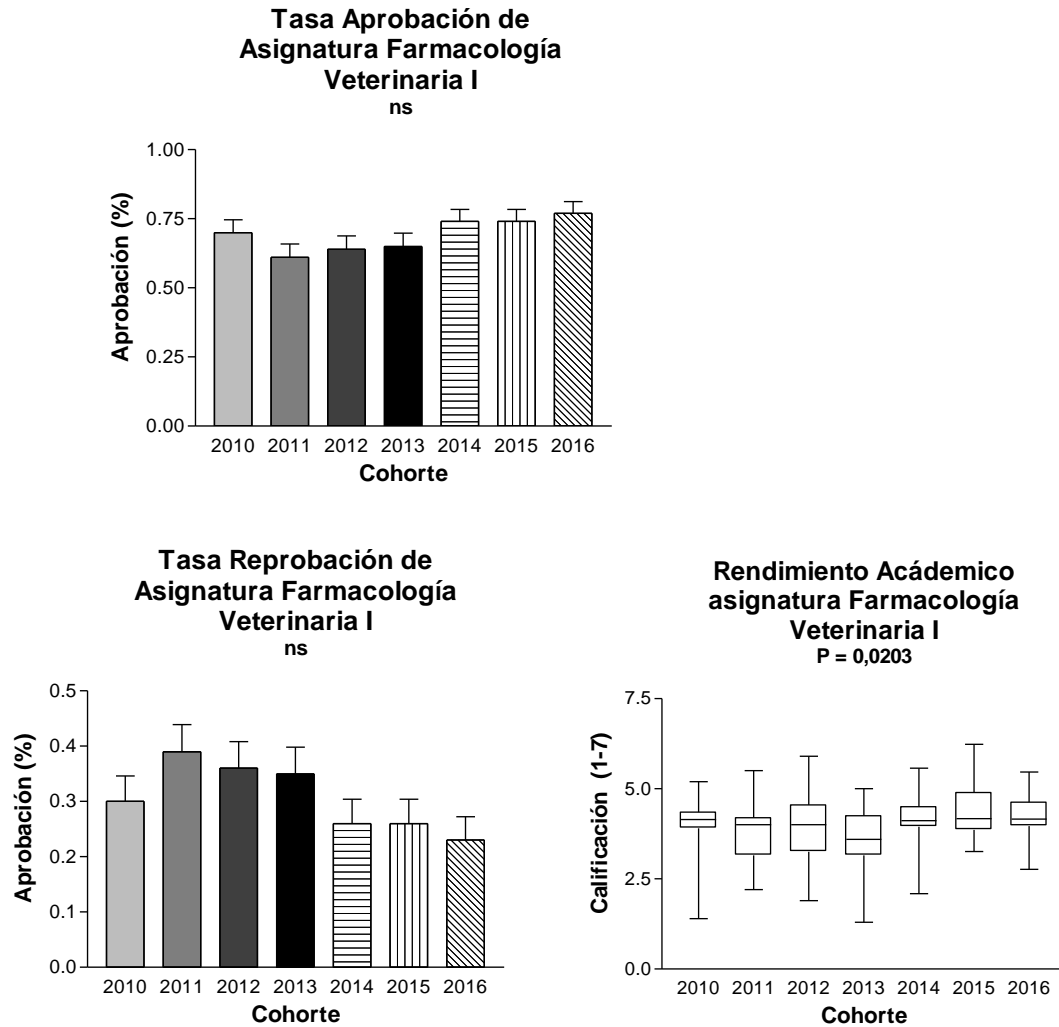 Tasa Aprobación de
Asignatura Farmacología
Veterinaria I
ns
1.00
0.75
0.50
0.25
0.00
Aprobación (%)
2010 2011 2012 2013 2014 2015 2016
Cohorte
Tasa Reprobación de
Asignatura Farmacología
Veterinaria I
ns
0.5
0.4
0.3
0.2
0.1
0.0
Aprobación (%)
2010 2011 2012 2013 2014 2015 2016
Cohorte
Rendimiento Acádemico
asignatura Farmacología
Veterinaria I
P = 0,0203
7.5
5.0
2.5
0.0
Calificación (1-7)
2010 2011 2012 2013 2014 2015 2016
Cohorte